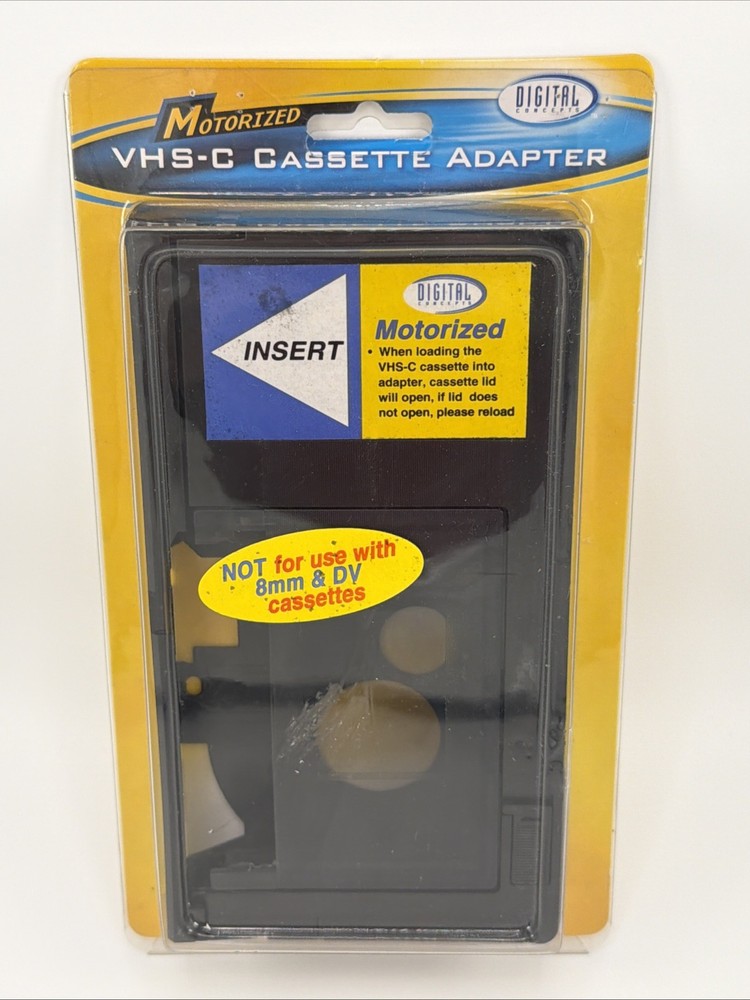 MOTORIZED
DIGITAL
CONCEPTS
VHS-C CASSETTE ADAPTER
INSERT
DIGITAL
CONCEPTS
Motorized
• When loading the
VHS-C cassette into
adapter, cassette lid
will open, if lid does
not open, please reload
NOT for use with
8mm & DV
cassettes